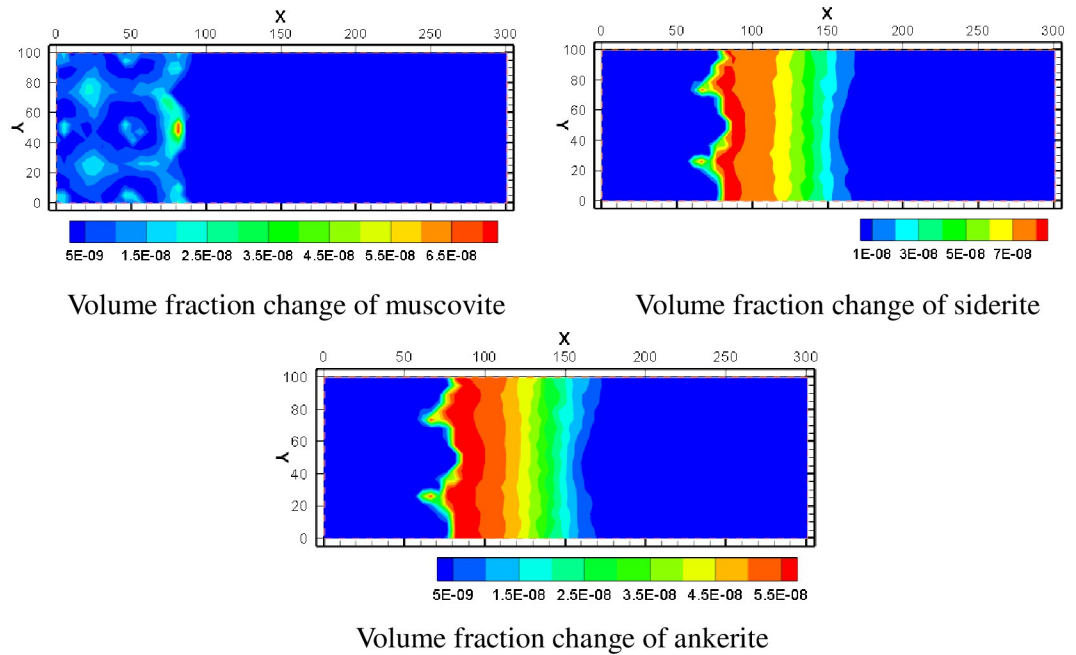 X
0 50 100 150 200 250 300
100
80
60
40
20
0
Y
5E-09 1.5E-08 2.5E-08 3.5E-08 4.5E-08 5.5E-08 6.5E-08
Volume fraction change of muscovite
X
0 50 100 150 200 250 300
100
80
60
40
20
0
Y
1E-08 3E-08 5E-08 7E-08
Volume fraction change of siderite
X
0 50 100 150 200 250 300
100
80
60
40
20
0
Y
5E-09 1.5E-08 2.5E-08 3.5E-08 4.5E-08 5.5E-08
Volume fraction change of ankerite